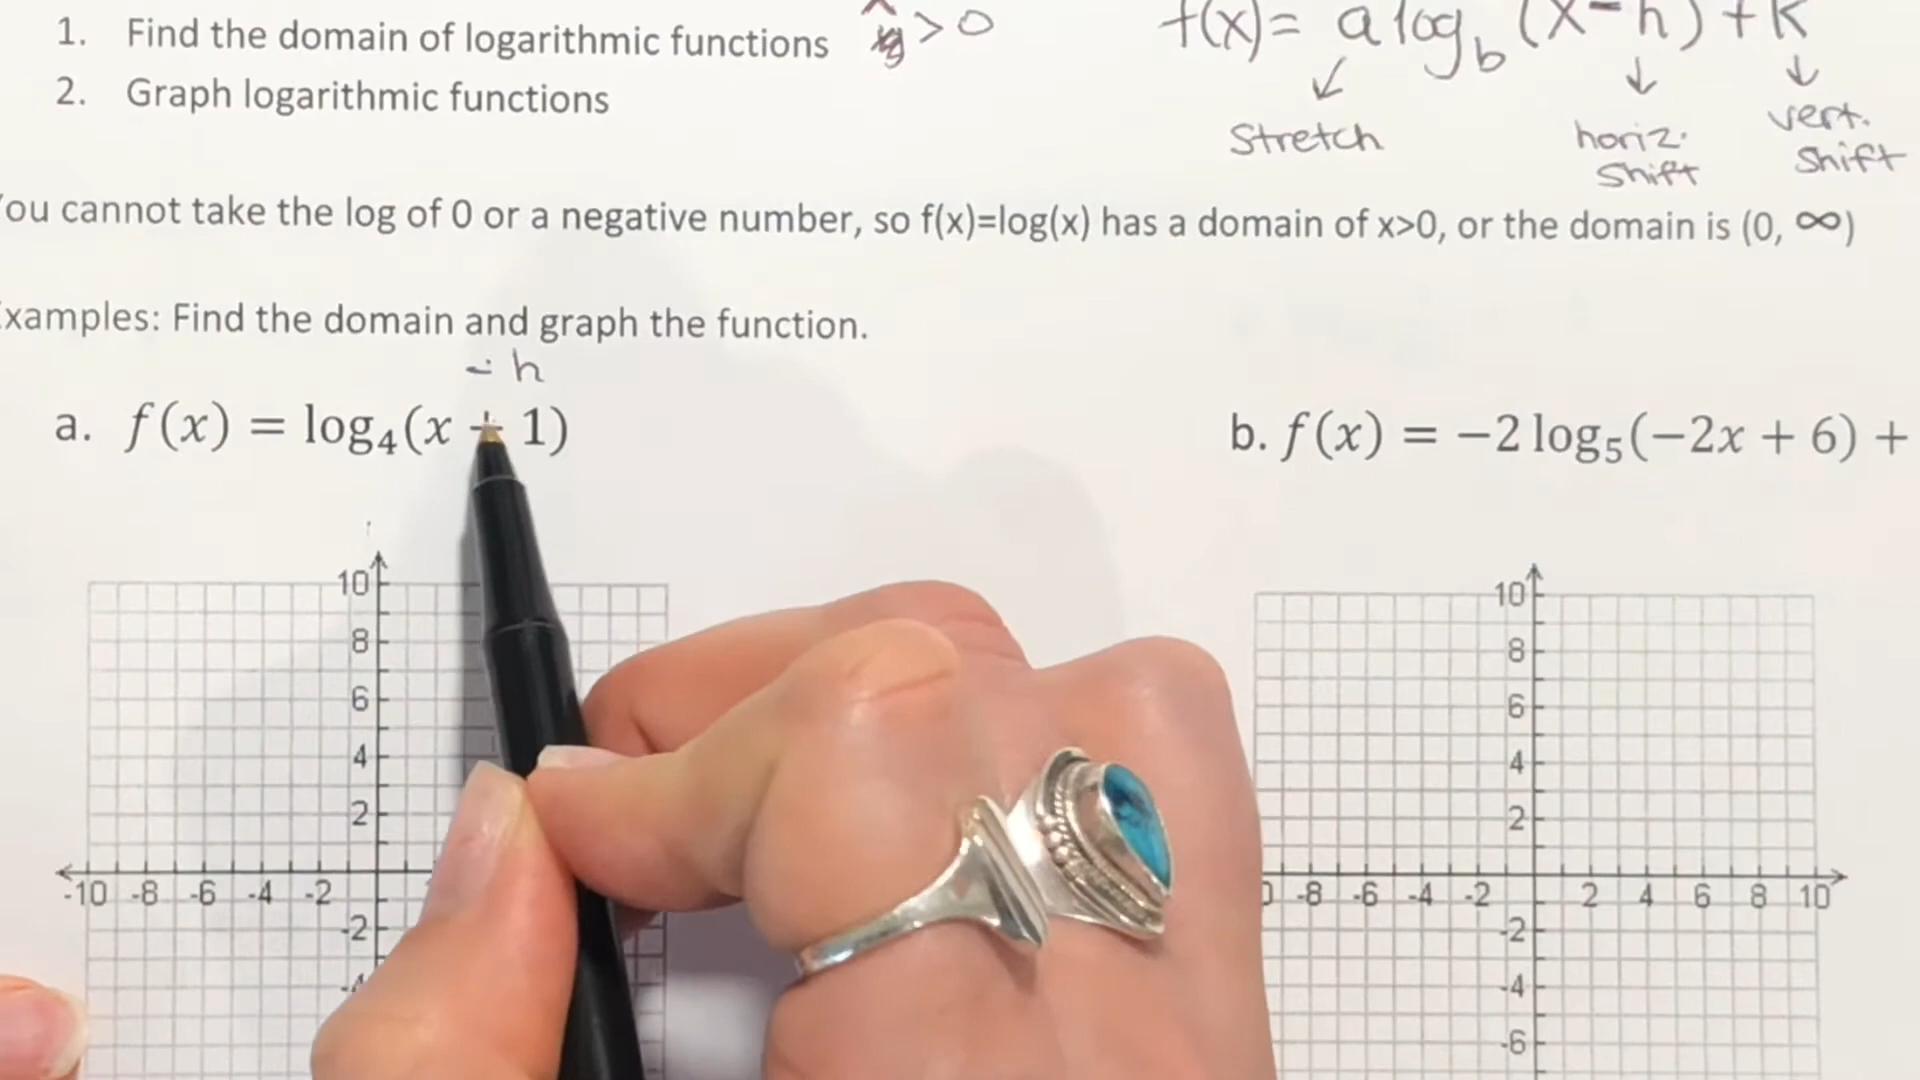 1. Find the domain of logarithmic functions > 0
f(x) = a log_b (x - h) + k
2. Graph logarithmic functions
Stretch
horiz. shift
vert. shift
ou cannot take the log of 0 or a negative number, so f(x)=log(x) has a domain of x>0, or the domain is (0, ∞)
xamples: Find the domain and graph the function.
- h
a. f(x) = log₄(x + 1)
b. f(x) = −2 log₅(−2x + 6) +
10
8
6
4
2
-10 -8 -6 -4 -2
-2
10
8
6
4
2
-8 -6 -4 -2 2 4 6 8 10
-2
-4
-6